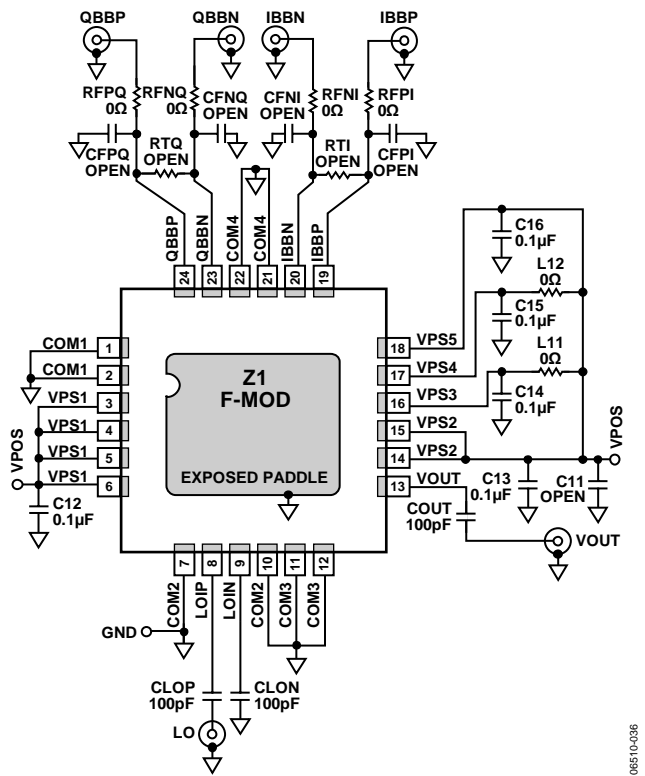 QBBP QBBN IBBN IBBP
RFPQ 0Ω
RFNQ 0Ω
CFNQ OPEN
CFNI OPEN
RFNI 0Ω
RFPI 0Ω
CFPQ OPEN
RTQ OPEN
RTI OPEN
CFPI OPEN
QBBP QBBN COM4 COM4 IBBN IBBP
24 23 22 21 20 19
C16 0.1µF
L12 0Ω
C15 0.1µF
L11 0Ω
C14 0.1µF
COM1 1
COM1 2
VPS1 3
VPS1 4
VPS1 5
VPS1 6
VPOS
C12 0.1µF
Z1
F-MOD
EXPOSED PADDLE
18 VPS5
17 VPS4
16 VPS3
15 VPS2
14 VPS2
13 VOUT
VPOS
C13 0.1µF
C11 OPEN
COUT 100pF
VOUT
7 8 9 10 11 12
COM2 LOIP LOIN COM2 COM3 COM3
GND
CLOP 100pF
CLON 100pF
LO
06510-036